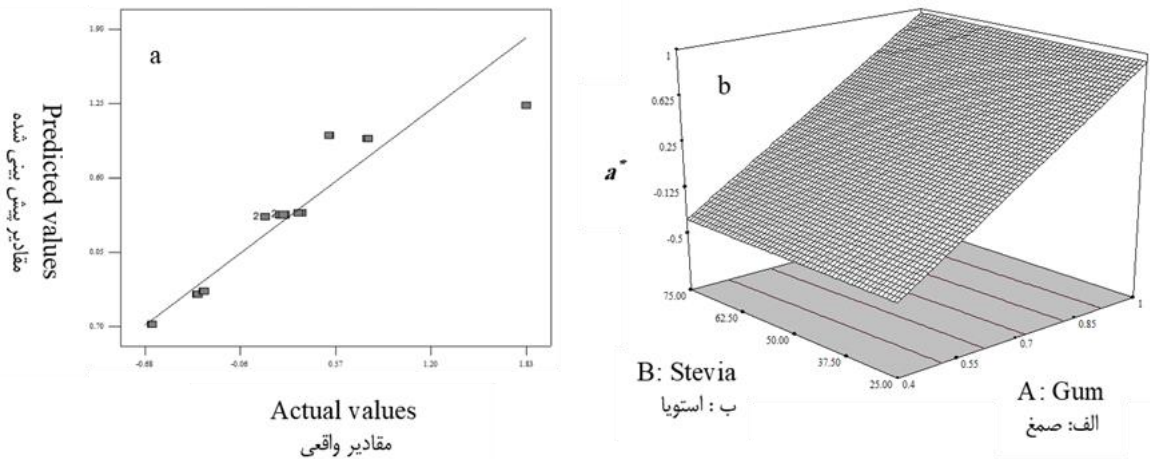 a
1.90
1.25
0.60
0.05
0.70
Predicted values
مقادیر پیش بینی شده
-0.68
-0.06
0.57
1.20
1.83
2
2
Actual values
مقادیر واقعی
b
1
0.625
0.25
-0.125
-0.5
a*
75.00
62.50
50.00
37.50
25.00
0.4
0.55
0.7
0.85
1
B: Stevia
ب : استویا
A: Gum
الف: صمغ